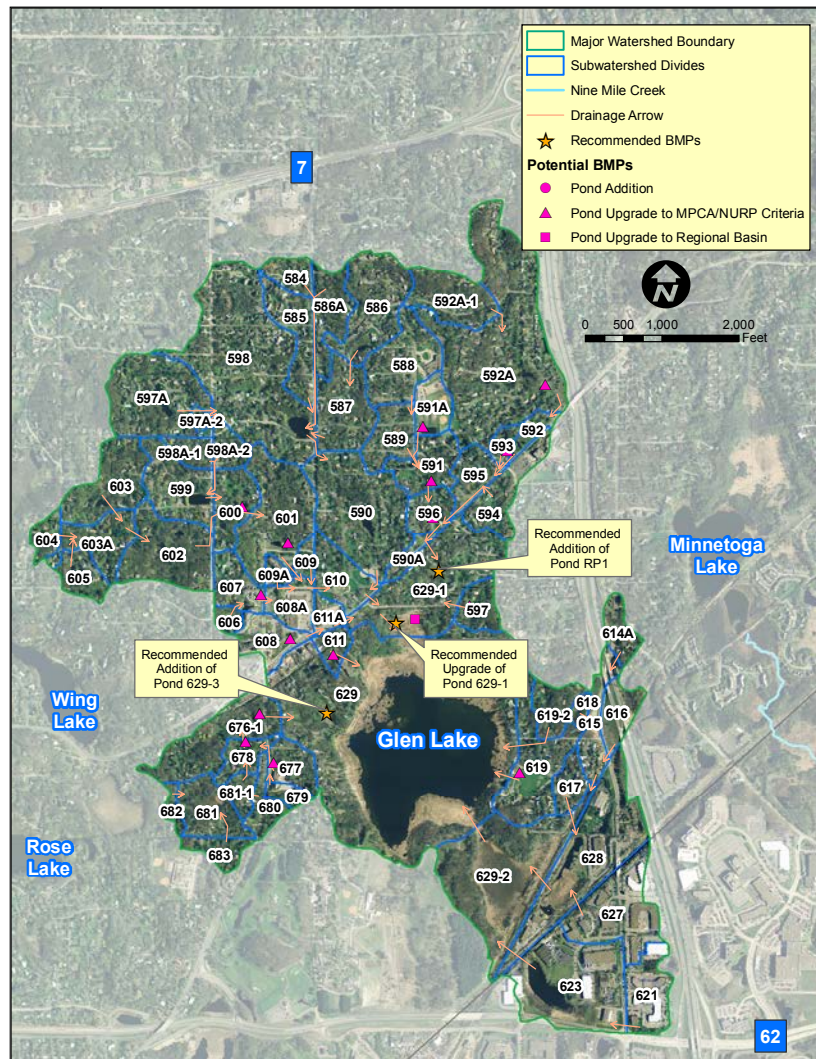 Major Watershed Boundary
Subwatershed Divides
Nine Mile Creek
Drainage Arrow
Recommended BMPs
Potential BMPs
Pond Addition
Pond Upgrade to MPCA/NURP Criteria
Pond Upgrade to Regional Basin
7
N
0 500 1,000 2,000
Feet
584
586A
586
592A-1
585
598
588
592A
597A
587
591A
597A-2
592
589
593
598A-1
598A-2
591
595
603
599
590
600
596
594
601
604
603A
602
590A
Recommended
Addition of
Pond RP1
Minnetoga
Lake
605
609
609A
610
607
629-1
597
606
608A
611A
608
611
614A
Recommended
Addition of
Pond 629-3
Recommended
Upgrade of
Pond 629-1
Wing
Lake
629
618
616
619-2
615
676-1
Glen Lake
678
677
619
617
681-1
679
682
681
680
Rose
Lake
683
628
629-2
627
623
621
62